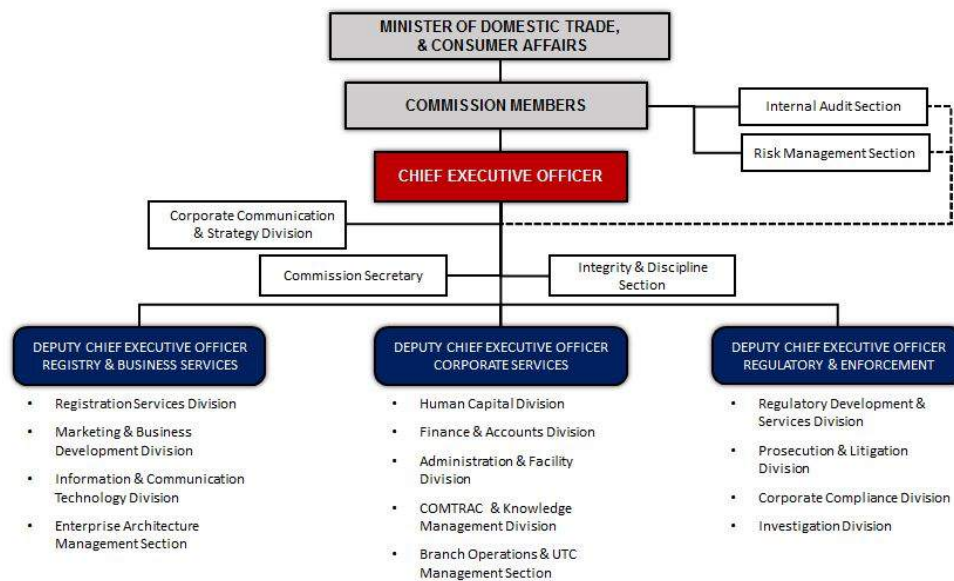 MINISTER OF DOMESTIC TRADE,
& CONSUMER AFFAIRS
COMMISSION MEMBERS
Internal Audit Section
Risk Management Section
CHIEF EXECUTIVE OFFICER
Corporate Communication
& Strategy Division
Commission Secretary
Integrity & Discipline
Section
DEPUTY CHIEF EXECUTIVE OFFICER
REGISTRY & BUSINESS SERVICES
• Registration Services Division
• Marketing & Business
Development Division
• Information & Communication
Technology Division
• Enterprise Architecture
Management Section
DEPUTY CHIEF EXECUTIVE OFFICER
CORPORATE SERVICES
• Human Capital Division
• Finance & Accounts Division
• Administration & Facility
Division
• COMTRAC & Knowledge
Management Division
• Branch Operations & UTC
Management Section
DEPUTY CHIEF EXECUTIVE OFFICER
REGULATORY & ENFORCEMENT
• Regulatory Development &
Services Division
• Prosecution & Litigation
Division
• Corporate Compliance Division
• Investigation Division